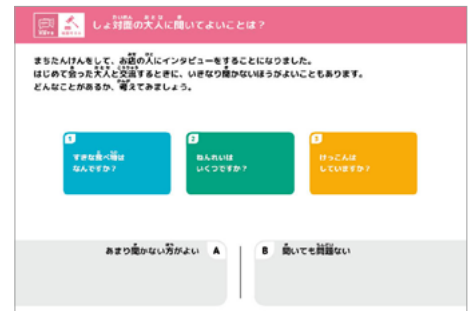 しょ対面の大人に聞いてよいことは？
まちたんけんをして、お店の人にインタビューをすることになりました。
はじめて会った大人と交流するときに、いきなり聞かないほうがよいこともあります。
どんなことがあるか、考えてみましょう。
1
すきな食べ物は
なんですか？
2
ねんれいは
いくつですか？
3
けっこんは
していますか？
あまり聞かない方がよい A
B 聞いても問題ない